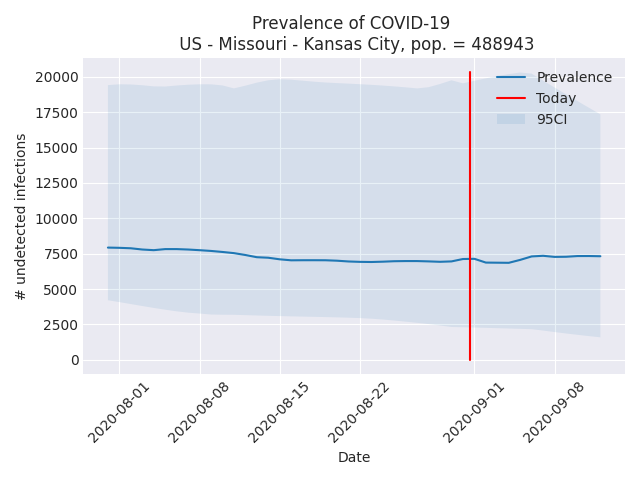 Prevalence of COVID-19
US - Missouri - Kansas City, pop. = 488943
20000
17500
15000
12500
10000
7500
5000
2500
0
# undetected infections
Prevalence
Today
95CI
2020-08-01
2020-08-08
2020-08-15
2020-08-22
2020-09-01
2020-09-08
Date